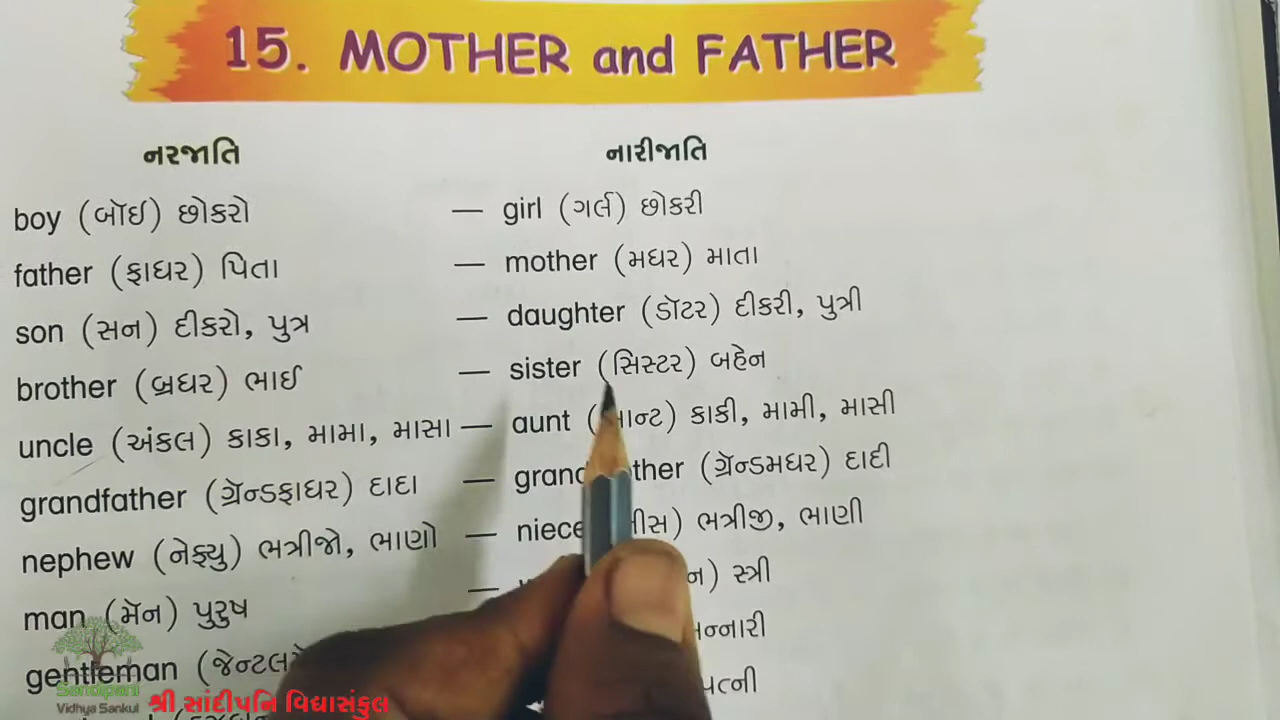 15. MOTHER and FATHER
નરજાતિ નારીજાતિ
boy (બૉઈ) છોકરો — girl (ગર્લ) છોકરી
father (ફાધર) પિતા — mother (મધર) માતા
son (સન) દીકરો, પુત્ર — daughter (ડૉટર) દીકરી, પુત્રી
brother (બ્રધર) ભાઈ — sister (સિસ્ટર) બહેન
uncle (અંકલ) કાકા, મામા, માસા — aunt કાકી, મામી, માસી
grandfather (ગ્રૅન્ડફાધર) દાદા — (ગ્રૅન્ડમધર) દાદી
nephew (નેફ્યુ) ભત્રીજો, ભાણો — niece ભત્રીજી, ભાણી
man (મૅન) પુરુષ — સ્ત્રી
gentleman
પત્ની
Sandipani
Vidhya Sankul
શ્રી સાંદીપનિ વિદ્યાસંકુલ